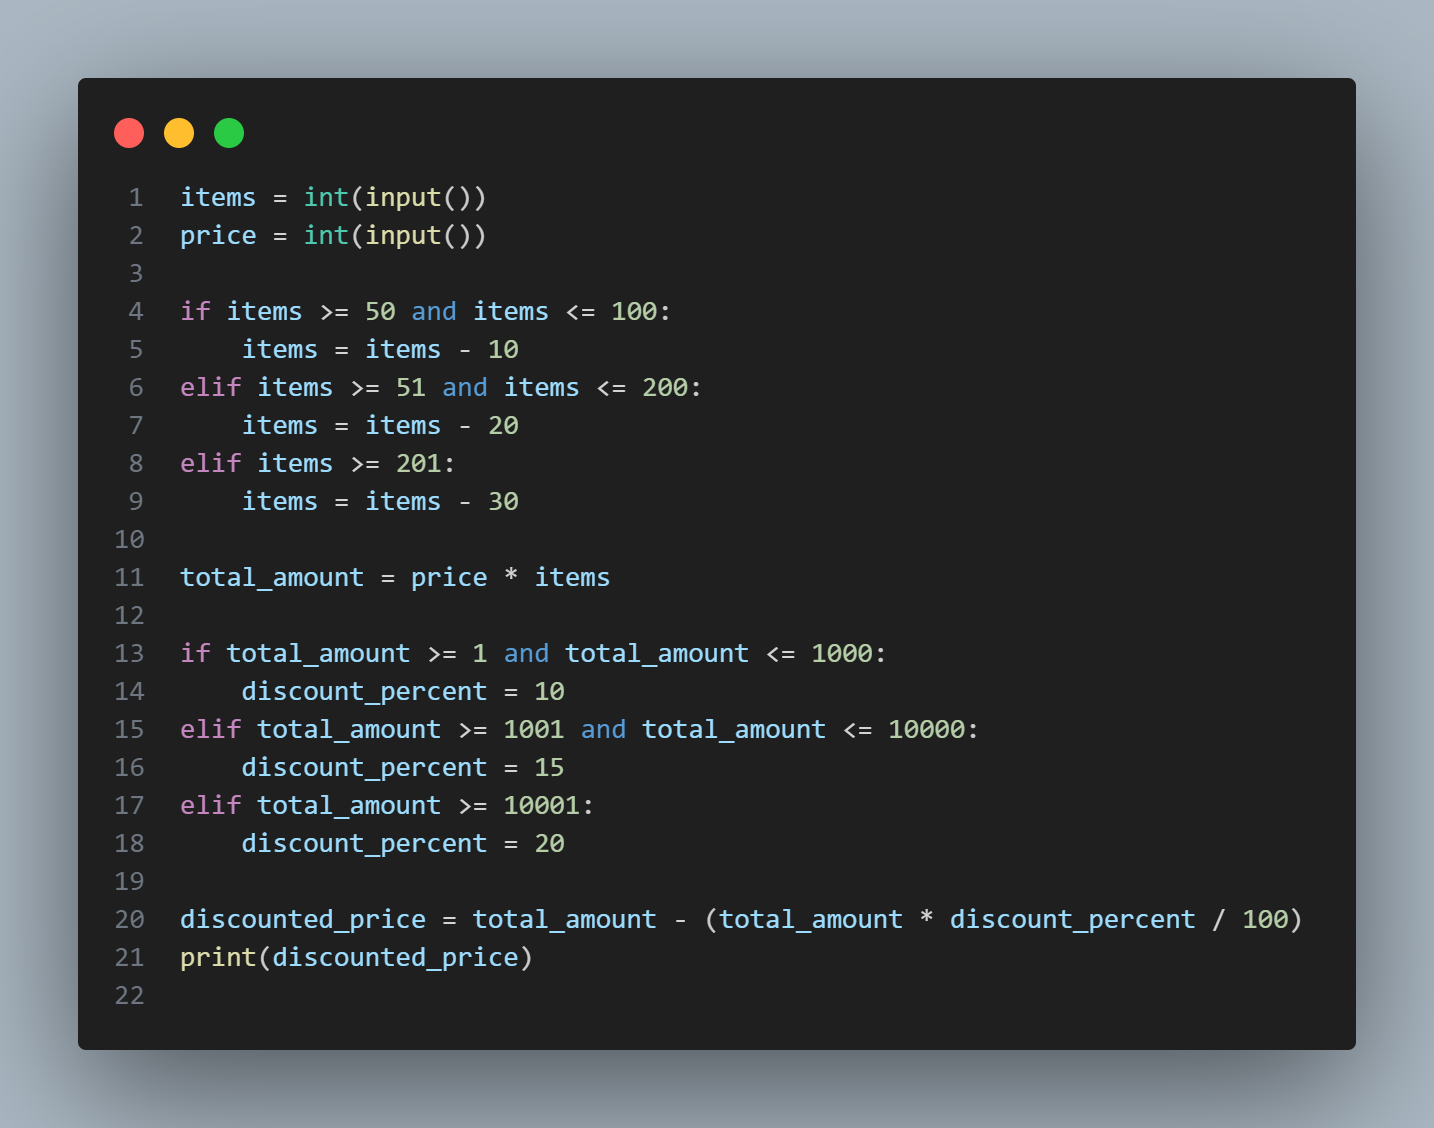 1 items = int(input())
2 price = int(input())
3
4 if items >= 50 and items <= 100:
5     items = items - 10
6 elif items >= 51 and items <= 200:
7     items = items - 20
8 elif items >= 201:
9     items = items - 30
10
11 total_amount = price * items
12
13 if total_amount >= 1 and total_amount <= 1000:
14     discount_percent = 10
15 elif total_amount >= 1001 and total_amount <= 10000:
16     discount_percent = 15
17 elif total_amount >= 10001:
18     discount_percent = 20
19
20 discounted_price = total_amount - (total_amount * discount_percent / 100)
21 print(discounted_price)
22